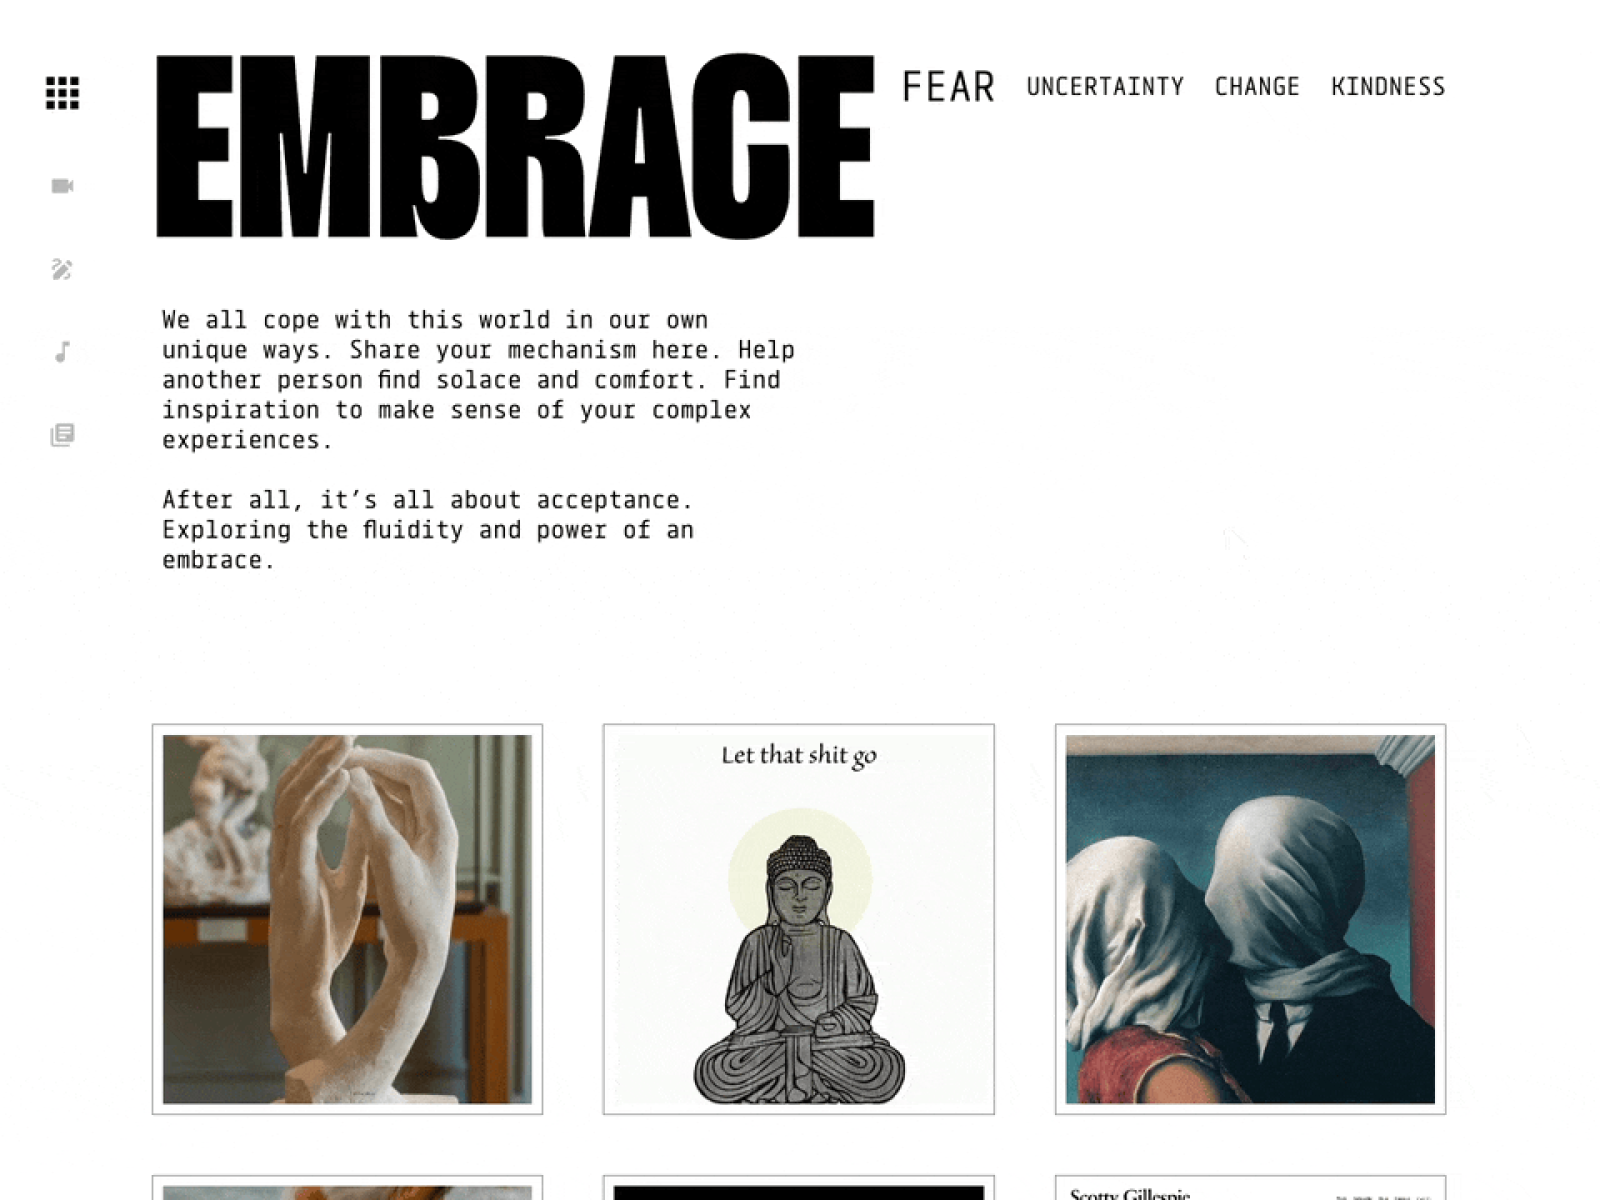 EMBRACE
FEAR UNCERTAINTY CHANGE KINDNESS
We all cope with this world in our own
unique ways. Share your mechanism here. Help
another person find solace and comfort. Find
inspiration to make sense of your complex
experiences.
After all, it’s all about acceptance.
Exploring the fluidity and power of an
embrace.
Let that shit go
Scotty Gillespie